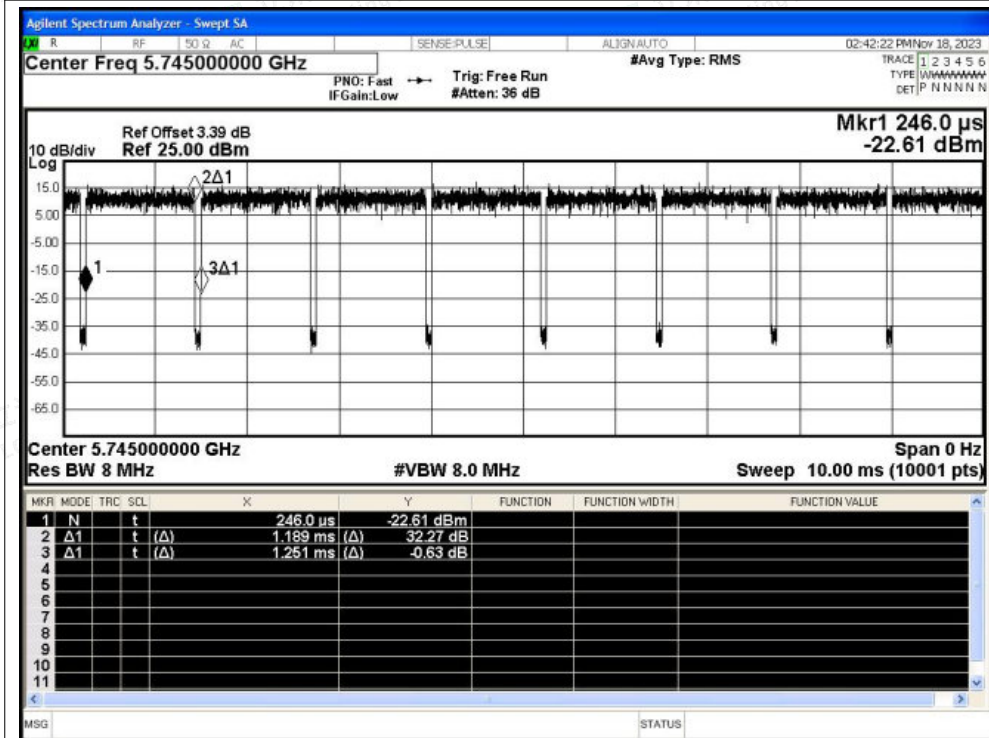 Agilent Spectrum Analyzer - Swept SA
LXI R RF 50 Ω AC SENSE:PULSE ALIGNAUTO 02:42:22 PM Nov 18, 2023
Center Freq 5.745000000 GHz #Avg Type: RMS TRACE 1 2 3 4 5 6
PNO: Fast Trig: Free Run TYPE WWWWWW
IFGain:Low #Atten: 36 dB DET P N N N N N
Mkr1 246.0 µs
Ref Offset 3.39 dB
10 dB/div Ref 25.00 dBm -22.61 dBm
Log
2Δ1
15.0
5.00
-5.00
-15.0 1 3Δ1
-25.0
-35.0
-45.0
-55.0
-65.0
Center 5.745000000 GHz Span 0 Hz
Res BW 8 MHz #VBW 8.0 MHz Sweep 10.00 ms (10001 pts)
MKR MODE TRC SCL X Y FUNCTION FUNCTION WIDTH FUNCTION VALUE
1 N t 246.0 µs -22.61 dBm
2 Δ1 t (Δ) 1.189 ms (Δ) 32.27 dB
3 Δ1 t (Δ) 1.251 ms (Δ) -0.63 dB
4
5
6
7
8
9
10
11
MSG STATUS